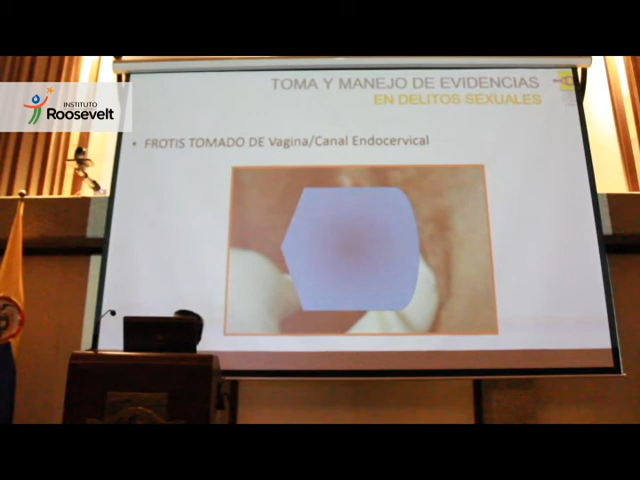 TOMA Y MANEJO DE EVIDENCIAS
EN DELITOS SEXUALES
INSTITUTO
Roosevelt
• FROTIS TOMADO DE Vagina/Canal Endocervical